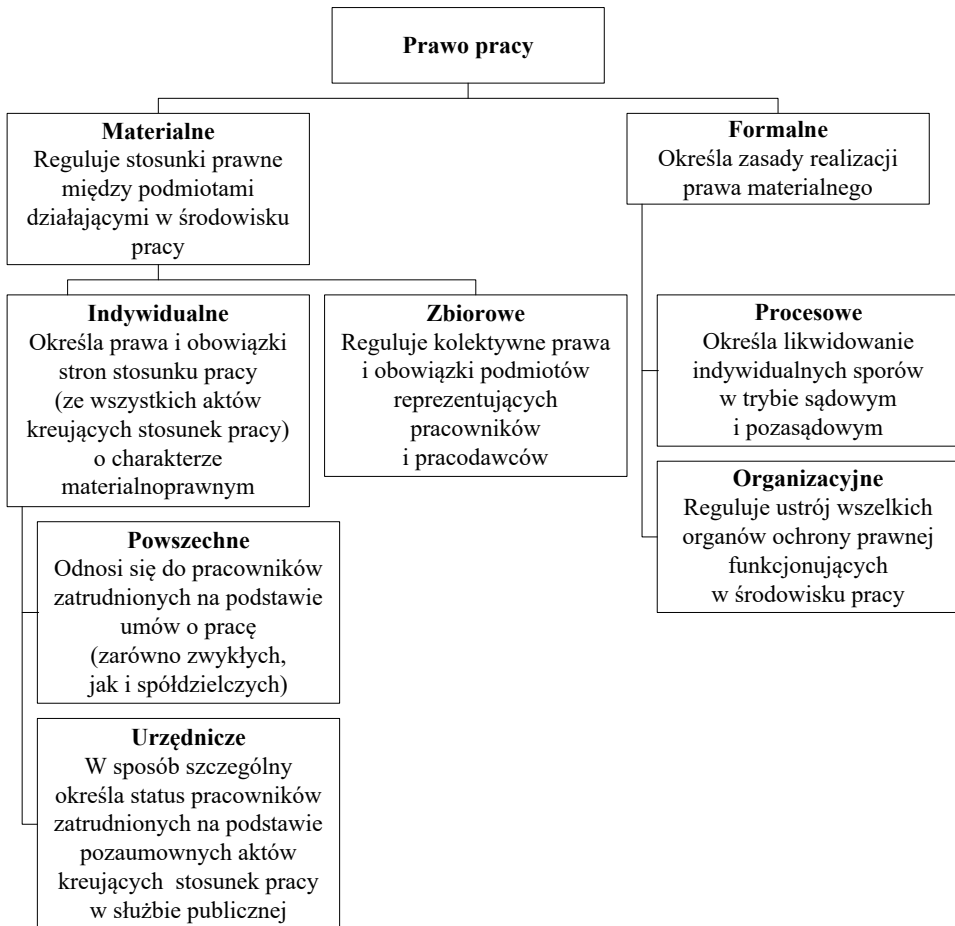 Prawo pracy
Materialne
Reguluje stosunki prawne
między podmiotami
działającymi w środowisku
pracy
Formalne
Określa zasady realizacji
prawa materialnego
Indywidualne
Określa prawa i obowiązki
stron stosunku pracy
(ze wszystkich aktów
kreujących stosunek pracy)
o charakterze
materialnoprawnym
Zbiorowe
Reguluje kolektywne prawa
i obowiązki podmiotów
reprezentujących
pracowników
i pracodawców
Procesowe
Określa likwidowanie
indywidualnych sporów
w trybie sądowym
i pozasądowym
Organizacyjne
Reguluje ustrój wszelkich
organów ochrony prawnej
funkcjonujących
w środowisku pracy
Powszechne
Odnosi się do pracowników
zatrudnionych na podstawie
umów o pracę
(zarówno zwykłych,
jak i spółdzielczych)
Urzędnicze
W sposób szczególny
określa status pracowników
zatrudnionych na podstawie
pozaumownych aktów
kreujących stosunek pracy
w służbie publicznej